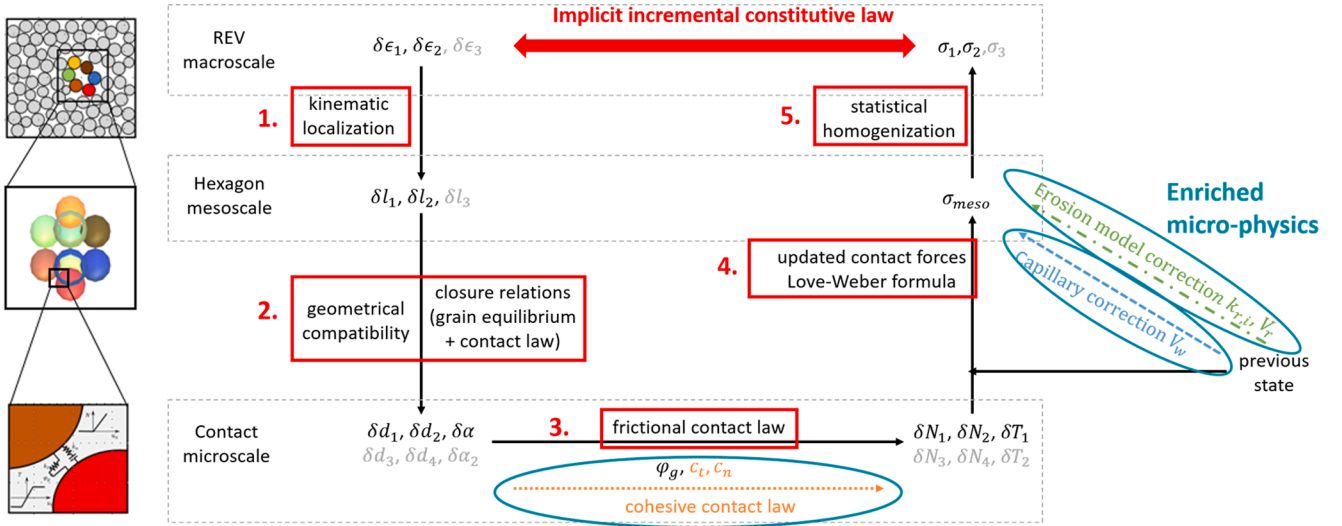 Implicit incremental constitutive law
REV
macroscale
δϵ₁, δϵ₂, δϵ₃
σ₁,σ₂,σ₃
1.
kinematic
localization
5.
statistical
homogenization
Hexagon
mesoscale
δl₁, δl₂, δl₃
σₘₑₛₒ
Enriched
micro-physics
Erosion model correction kᵣ,ᵢ, Vᵣ
Capillary correction V_w
2.
geometrical
compatibility
closure relations
(grain equilibrium
+ contact law)
4.
updated contact forces
Love-Weber formula
previous
state
Contact
microscale
δd₁, δd₂, δα
δd₃, δd₄, δα₂
3.
frictional contact law
φ_g, cₜ, cₙ
cohesive contact law
δN₁, δN₂, δT₁
δN₃, δN₄, δT₂